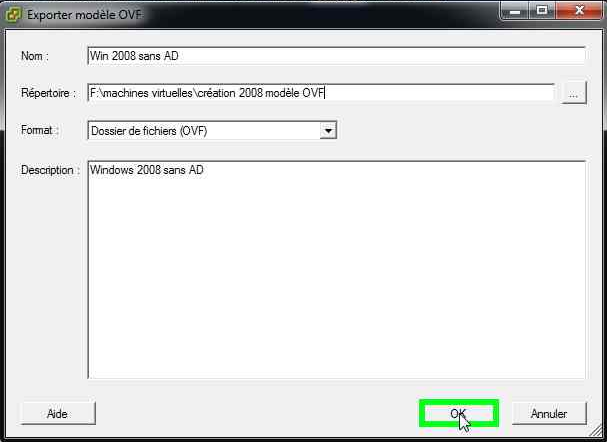 Exporter modèle OVF
Nom : Win 2008 sans AD
Répertoire : F:\machines virtuelles\création 2008 modèle OVF ...
Format : Dossier de fichiers (OVF)
Description : Windows 2008 sans AD
Aide OK Annuler